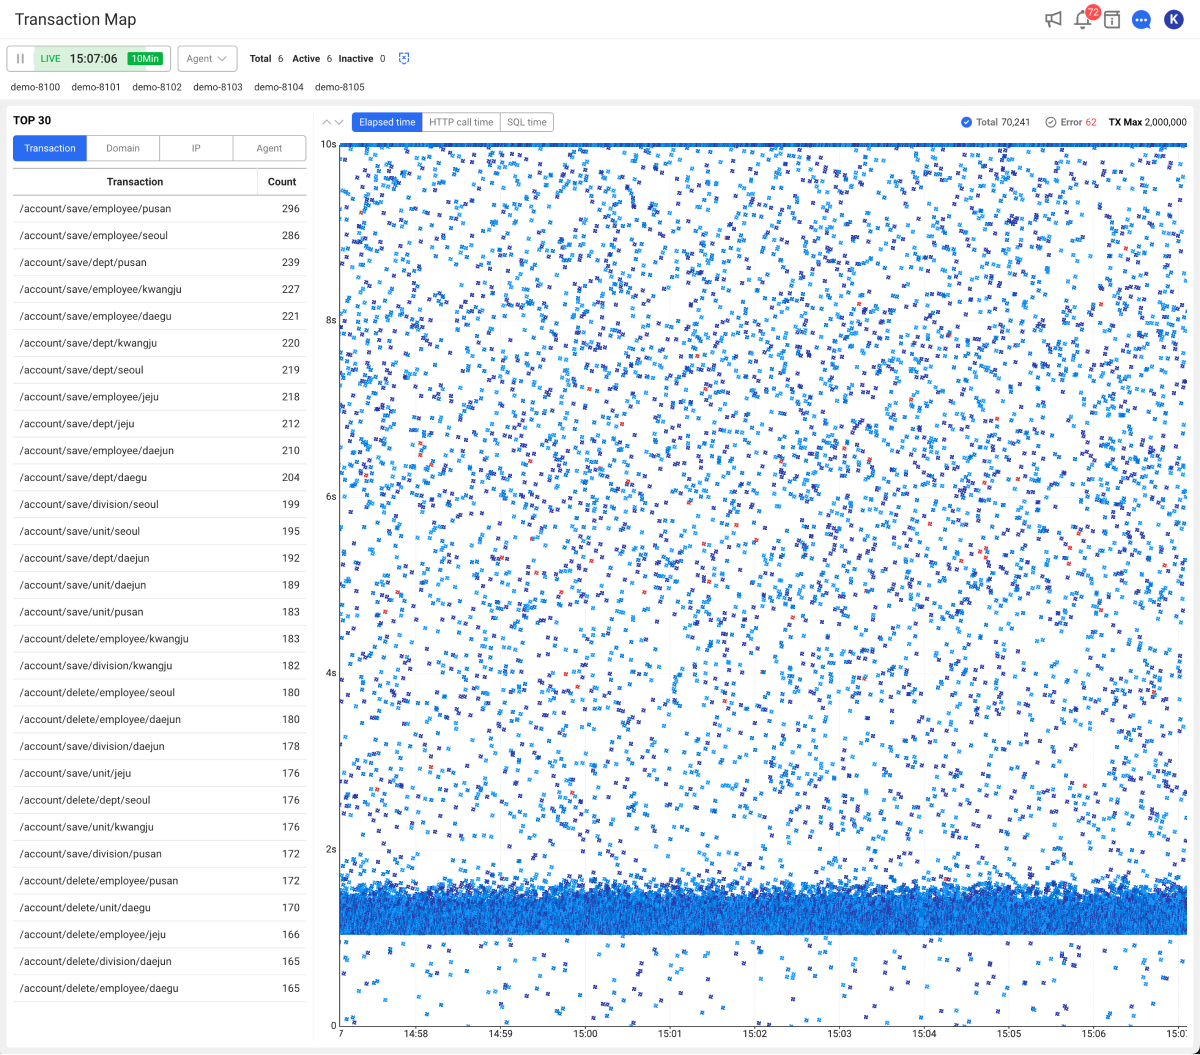 Transaction Map
72
K
LIVE 15:07:06 10Min
Agent
Total 6 Active 6 Inactive 0
demo-8100 demo-8101 demo-8102 demo-8103 demo-8104 demo-8105
TOP 30
Transaction Domain IP Agent
Transaction Count
/account/save/employee/pusan 296
/account/save/employee/seoul 286
/account/save/dept/pusan 239
/account/save/employee/kwangju 227
/account/save/employee/daegu 221
/account/save/dept/kwangju 220
/account/save/dept/seoul 219
/account/save/employee/jeju 218
/account/save/dept/jeju 212
/account/save/employee/daejun 210
/account/save/dept/daegu 204
/account/save/division/seoul 199
/account/save/unit/seoul 195
/account/save/dept/daejun 192
/account/save/unit/daejun 189
/account/save/unit/pusan 183
/account/delete/employee/kwangju 183
/account/save/division/kwangju 182
/account/delete/employee/seoul 180
/account/delete/employee/daejun 180
/account/save/division/daejun 178
/account/save/unit/jeju 176
/account/delete/dept/seoul 176
/account/save/unit/kwangju 176
/account/save/division/pusan 172
/account/delete/employee/pusan 172
/account/delete/unit/daegu 170
/account/delete/employee/jeju 166
/account/delete/division/daejun 165
/account/delete/employee/daegu 165
Elapsed time HTTP call time SQL time
Total 70,241 Error 62 TX Max 2,000,000
10s
8s
6s
4s
2s
0
7 14:58 14:59 15:00 15:01 15:02 15:03 15:04 15:05 15:06 15:07